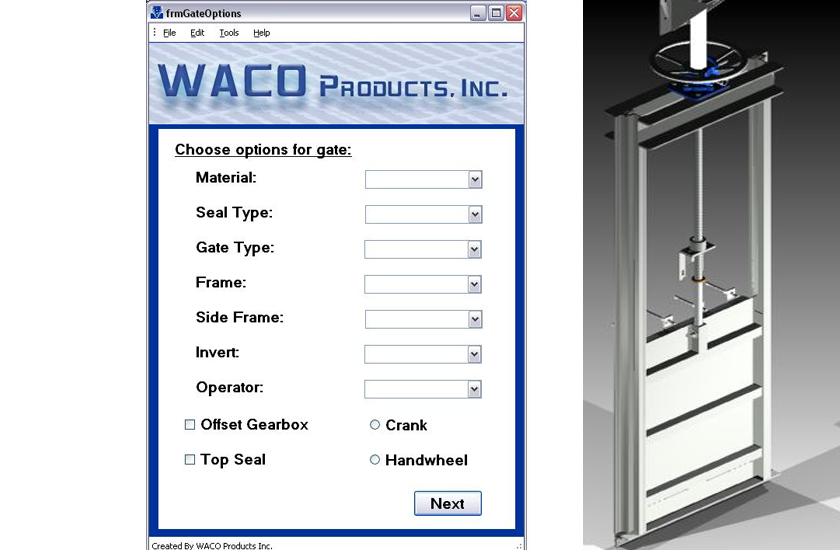 frmGateOptions
File Edit Tools Help
WACO PRODUCTS, INC.
Choose options for gate:
Material:
Seal Type:
Gate Type:
Frame:
Side Frame:
Invert:
Operator:
Offset Gearbox Crank
Top Seal Handwheel
Next
Created By WACO Products Inc.